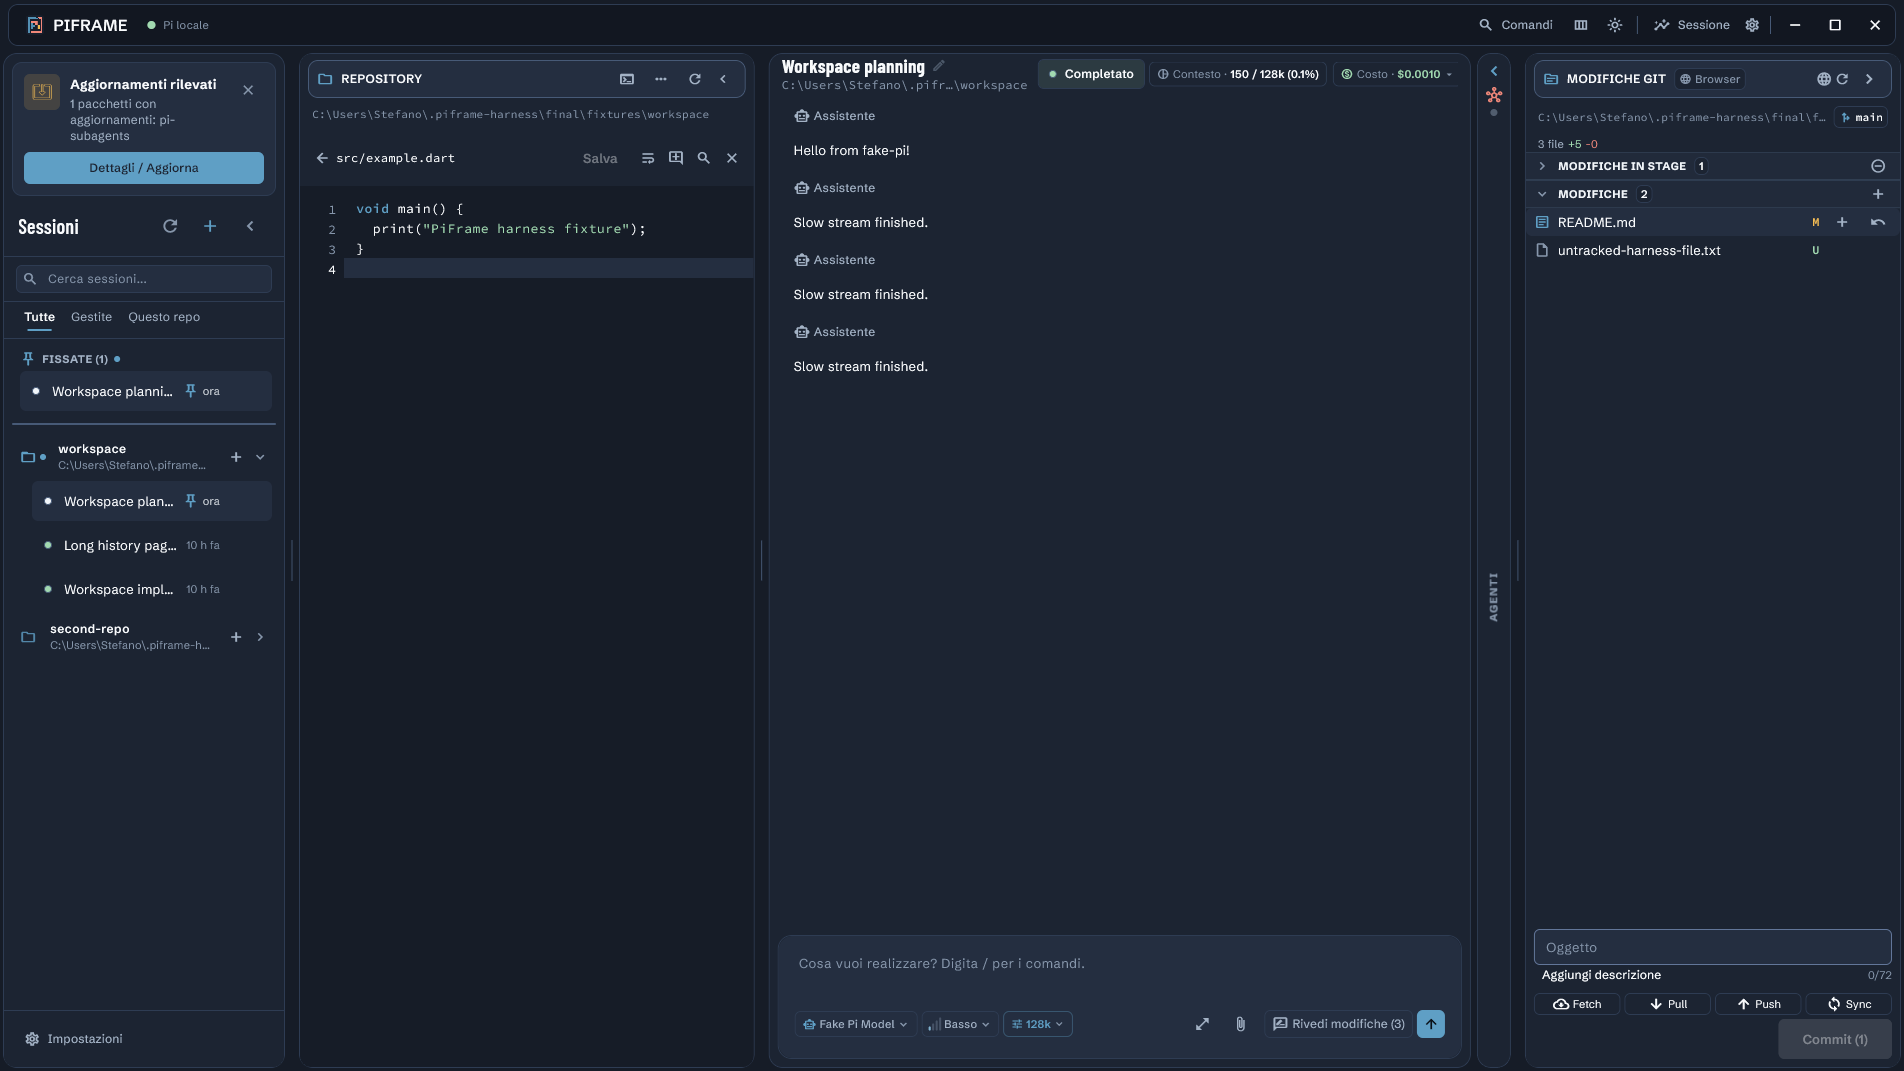 PIFRAME
Pi locale
Comandi
Sessione
Aggiornamenti rilevati
1 pacchetti con
aggiornamenti: pi-
subagents
Dettagli / Aggiorna
Sessioni
Cerca sessioni...
Tutte Gestite Questo repo
FISSATE (1)
Workspace planni... ora
workspace
C:\Users\Stefano\.piframe...
Workspace plan... ora
Long history pag... 10 h fa
Workspace impl... 10 h fa
second-repo
C:\Users\Stefano\.piframe-h...
Impostazioni
REPOSITORY
C:\Users\Stefano\.piframe-harness\final\fixtures\workspace
src/example.dart Salva
1 void main() {
2 print("PiFrame harness fixture");
3 }
4
Workspace planning
C:\Users\Stefano\.pifr…\workspace
Completato
Contesto · 150 / 128k (0.1%)
Costo · $0.0010
Assistente
Hello from fake-pi!
Assistente
Slow stream finished.
Assistente
Slow stream finished.
Assistente
Slow stream finished.
Cosa vuoi realizzare? Digita / per i comandi.
Fake Pi Model Basso 128k Rivedi modifiche (3)
AGENTI
MODIFICHE GIT Browser
C:\Users\Stefano\.piframe-harness\final\f… main
3 file +5 -0
MODIFICHE IN STAGE 1
MODIFICHE 2
README.md M
untracked-harness-file.txt U
Oggetto
Aggiungi descrizione 0/72
Fetch Pull Push Sync
Commit (1)